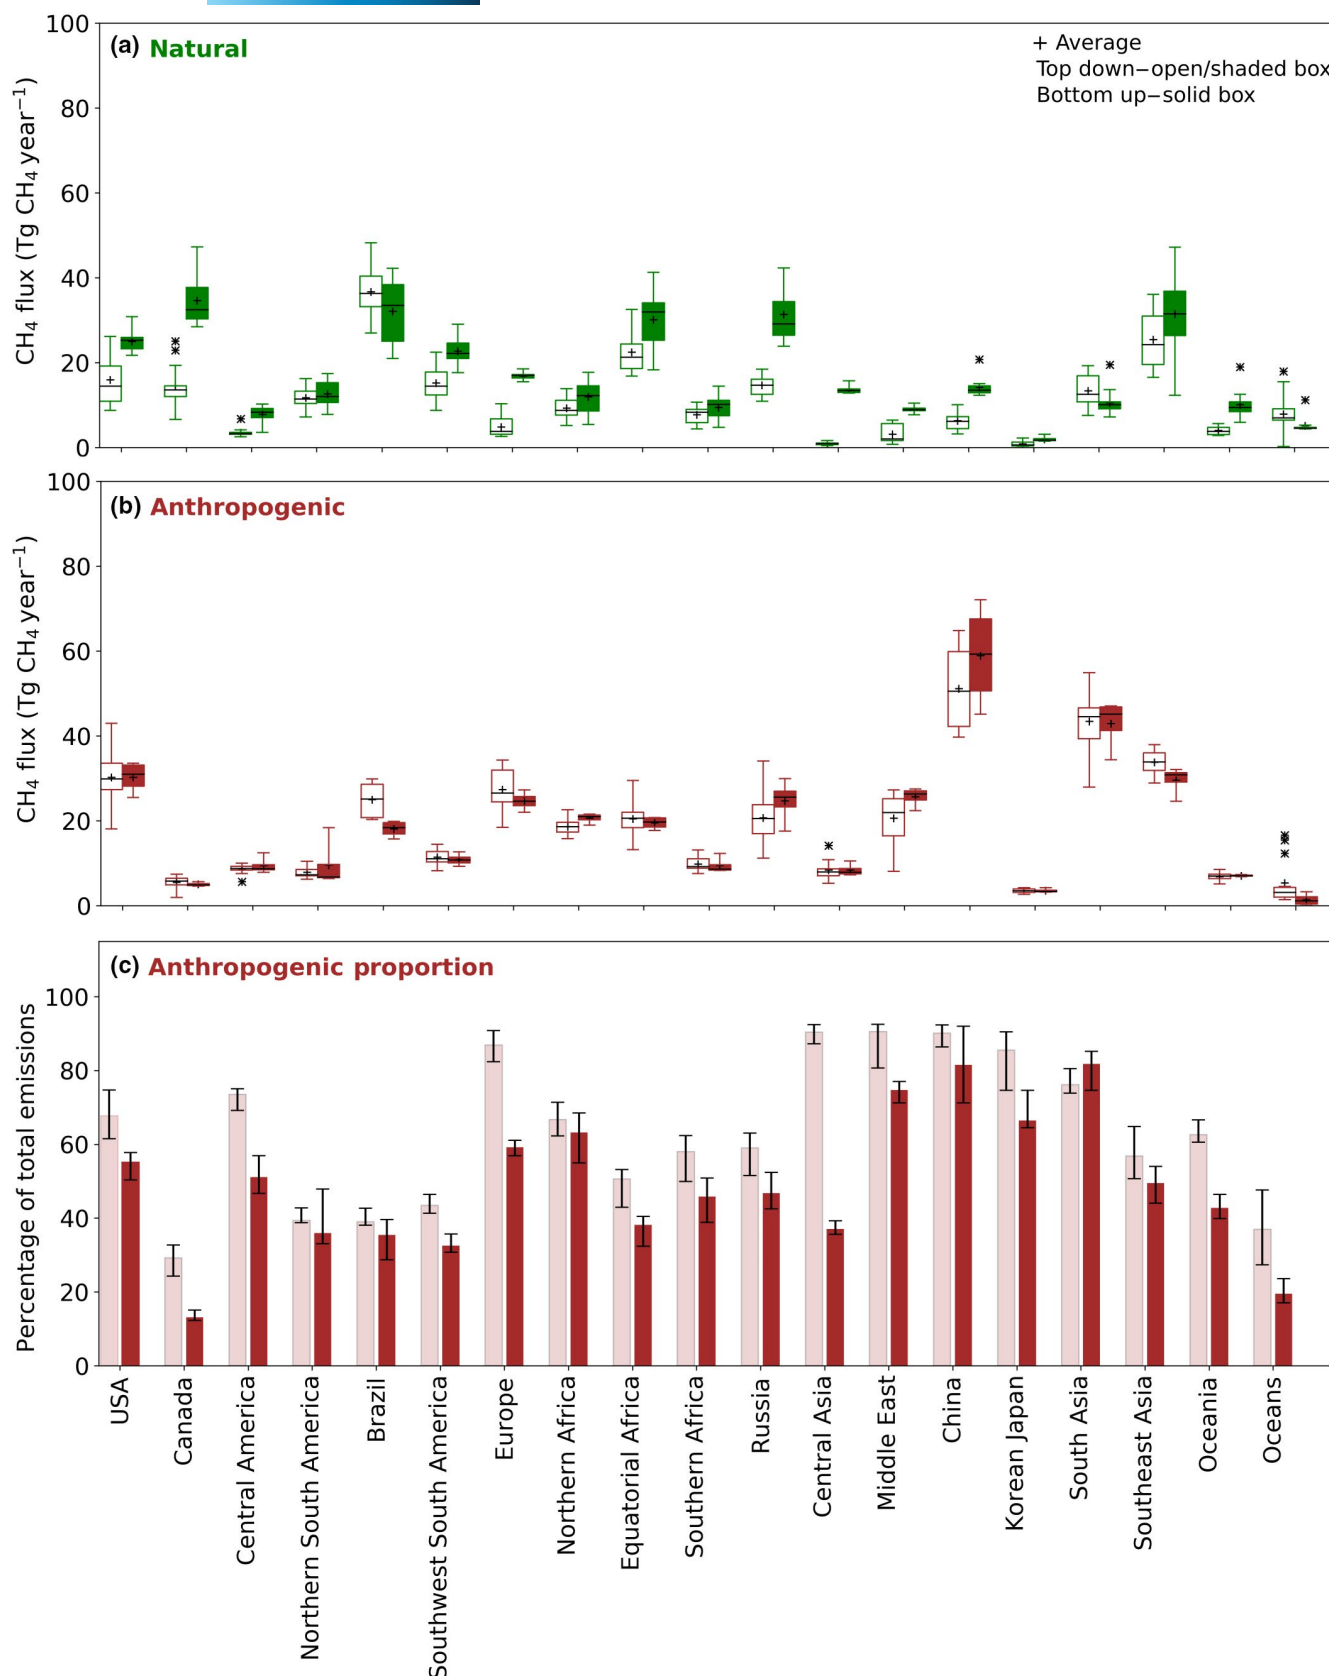 (a) Natural
+ Average
Top down−open/shaded box
Bottom up−solid box
CH₄ flux (Tg CH₄ year⁻¹)
100
80
60
40
20
0
(b) Anthropogenic
CH₄ flux (Tg CH₄ year⁻¹)
100
80
60
40
20
0
(c) Anthropogenic proportion
Percentage of total emissions
100
80
60
40
20
0
USA
Canada
Central America
Northern South America
Brazil
Southwest South America
Europe
Northern Africa
Equatorial Africa
Southern Africa
Russia
Central Asia
Middle East
China
Korean Japan
South Asia
Southeast Asia
Oceania
Oceans